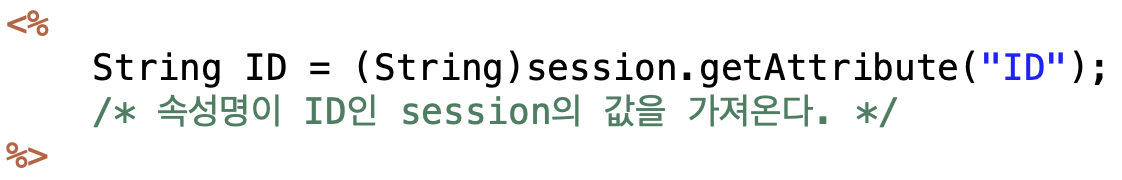 <%
String ID = (String)session.getAttribute("ID");
/* 속성명이 ID인 session의 값을 가져온다. */
%>